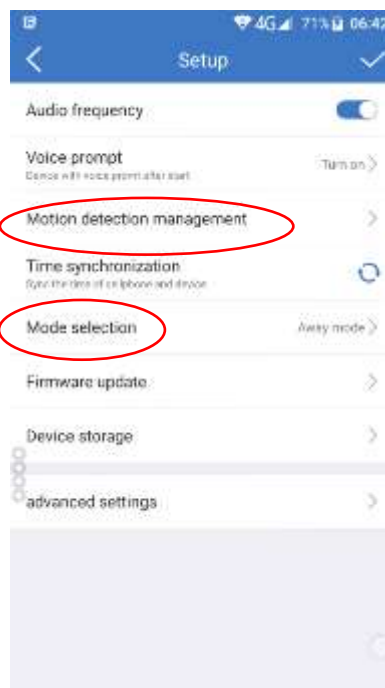 4G 71% 06:42
Setup
Audio frequency
Voice prompt
Turn on
Device with voice prompt after start
Motion detection management
Time synchronization
Sync the time of cellphone and device
Mode selection
Away mode
Firmware update
Device storage
advanced settings